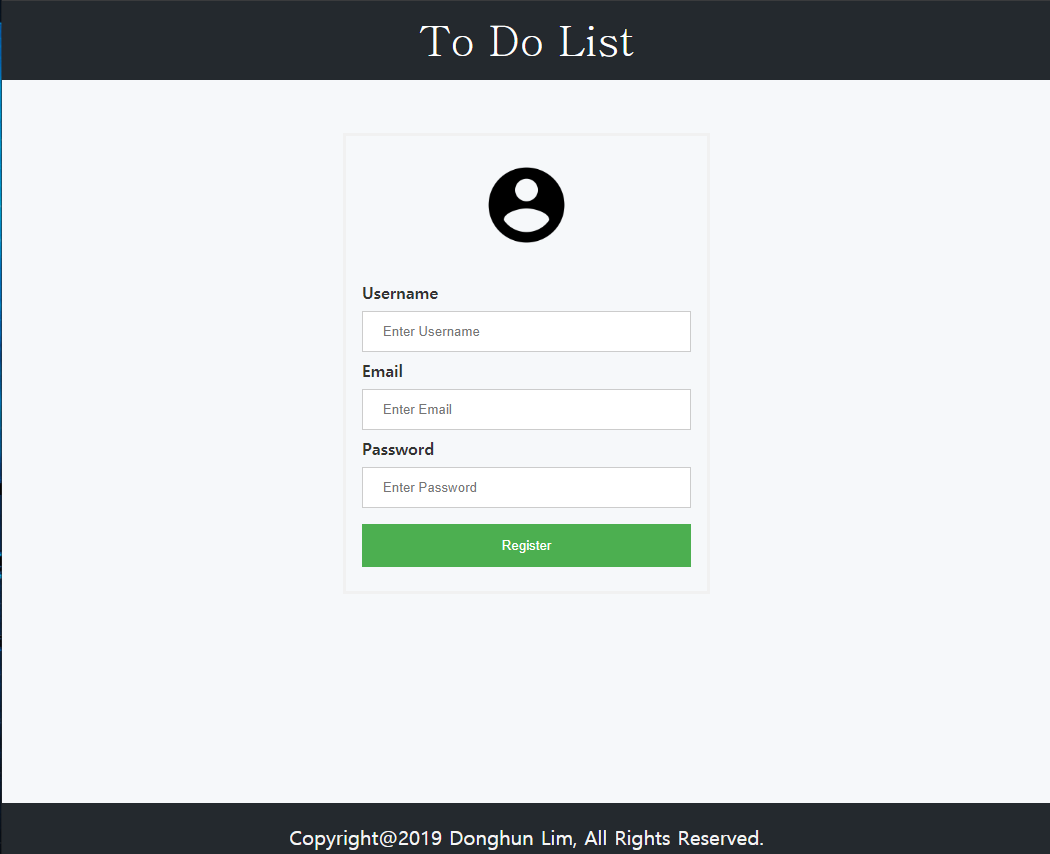 To Do List
Username
Enter Username
Email
Enter Email
Password
Enter Password
Register
Copyright@2019 Donghun Lim, All Rights Reserved.